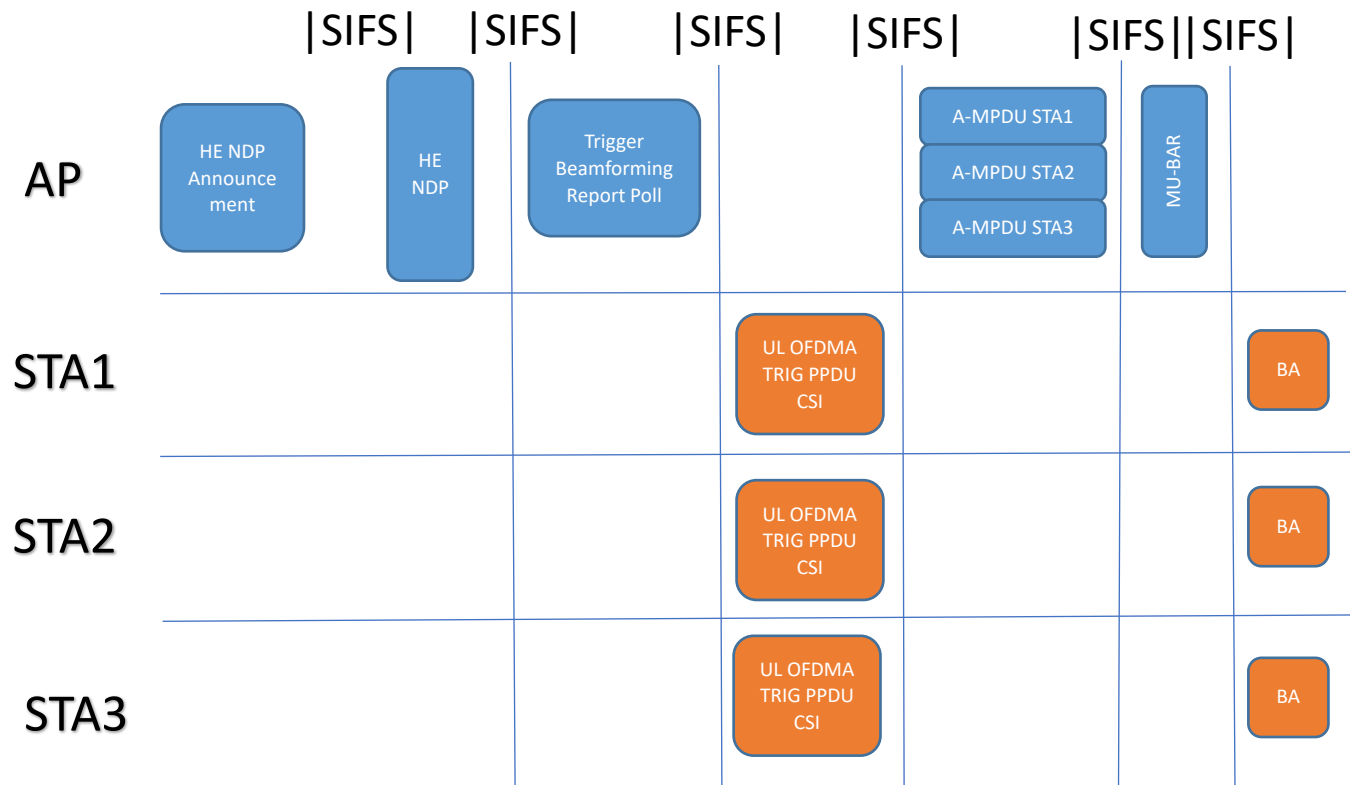 |SIFS| |SIFS| |SIFS| |SIFS| |SIFS||SIFS|
AP
HE NDP
Announce
ment
HE
NDP
Trigger
Beamforming
Report Poll
A-MPDU STA1
A-MPDU STA2
A-MPDU STA3
MU-BAR
STA1
UL OFDMA
TRIG PPDU
CSI
BA
STA2
UL OFDMA
TRIG PPDU
CSI
BA
STA3
UL OFDMA
TRIG PPDU
CSI
BA